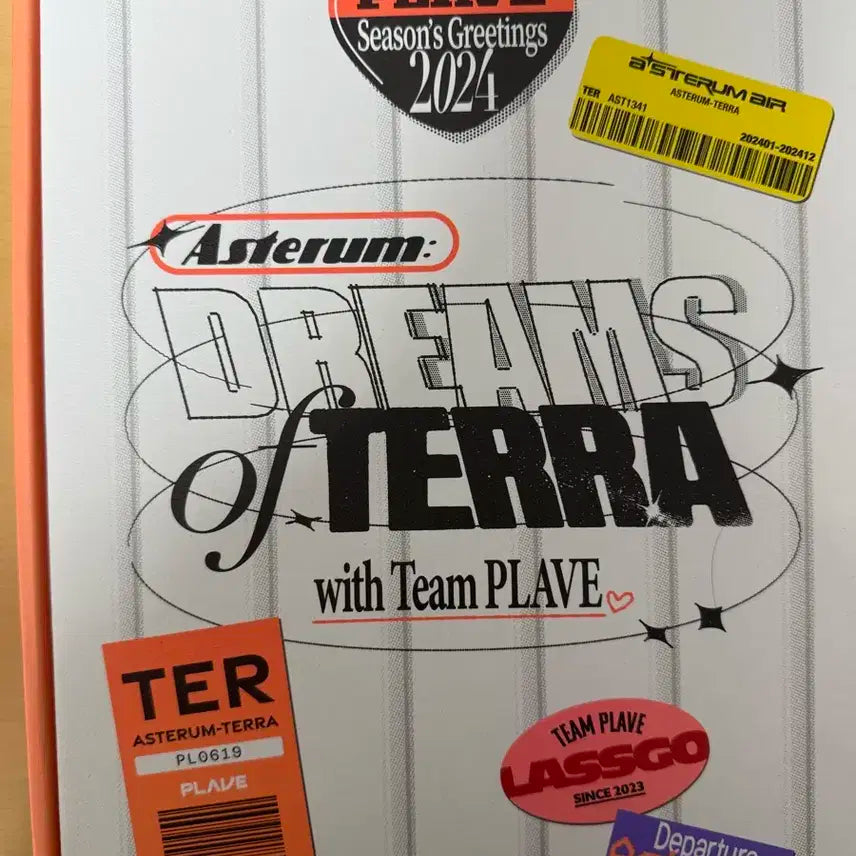 PLAVE
Season's Greetings
2024
asterum air
ASTERUM-TERRA
TER AST1341
202401-202412
Asterum:
DREAMS
of TERRA
with Team PLAVE
TER
ASTERUM-TERRA
PL0619
PLAVE
TEAM PLAVE
LASSGO
SINCE 2023
Departure